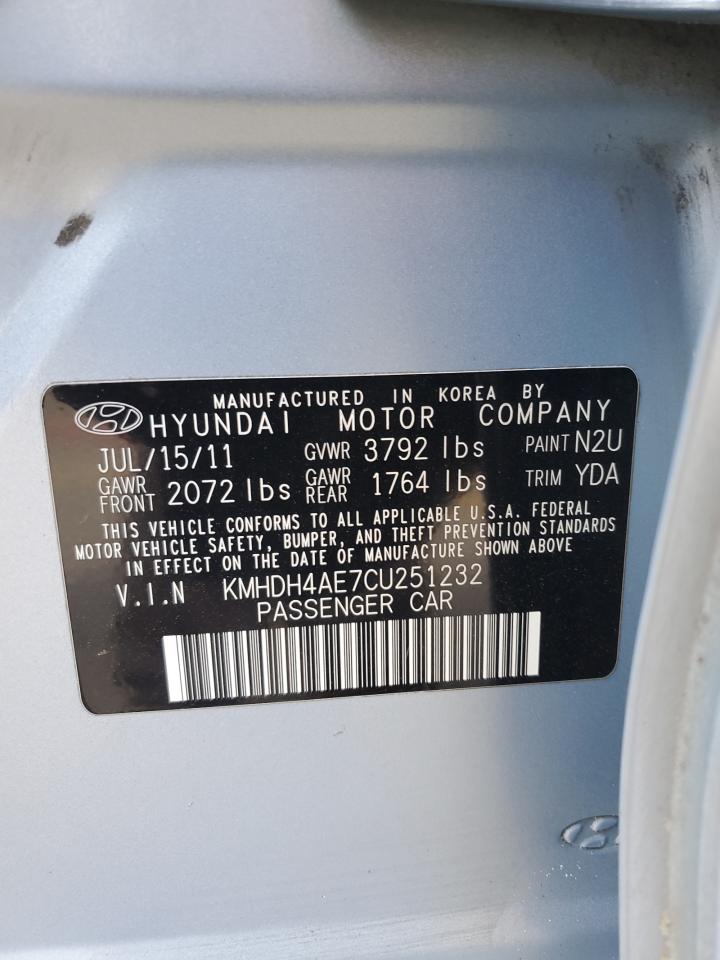 MANUFACTURED IN KOREA BY
HYUNDAI MOTOR COMPANY
JUL/15/11 GVWR 3792 lbs PAINT N2U
GAWR FRONT 2072 lbs GAWR REAR 1764 lbs TRIM YDA
THIS VEHICLE CONFORMS TO ALL APPLICABLE U.S.A. FEDERAL
MOTOR VEHICLE SAFETY, BUMPER, AND THEFT PREVENTION STANDARDS
IN EFFECT ON THE DATE OF MANUFACTURE SHOWN ABOVE
V.I.N KMHDH4AE7CU251232
PASSENGER CAR